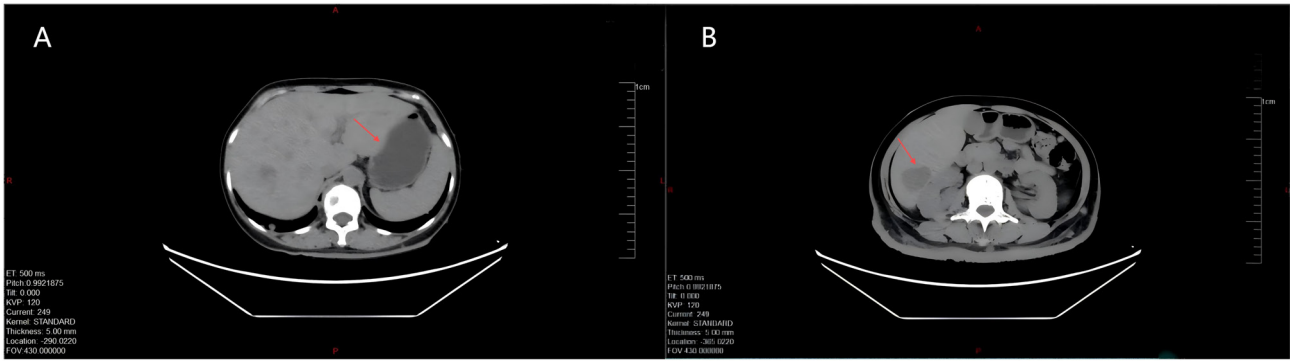 A
A
1cm
R
L
ET: 500 ms
Pitch:0.9921875
Tilt: 0.000
KVP: 120
Current: 249
Kernel: STANDARD
Thickness: 5.00 mm
Location: -290.0220
FOV:430.000000
P
B
A
1cm
ET: 500 ms
Pitch:0.9921875
Tilt: 0.000
KVP: 120
Current: 249
Kernel: STANDARD
Thickness: 5.00 mm
Location: -365.0220
FOV:430.000000
P